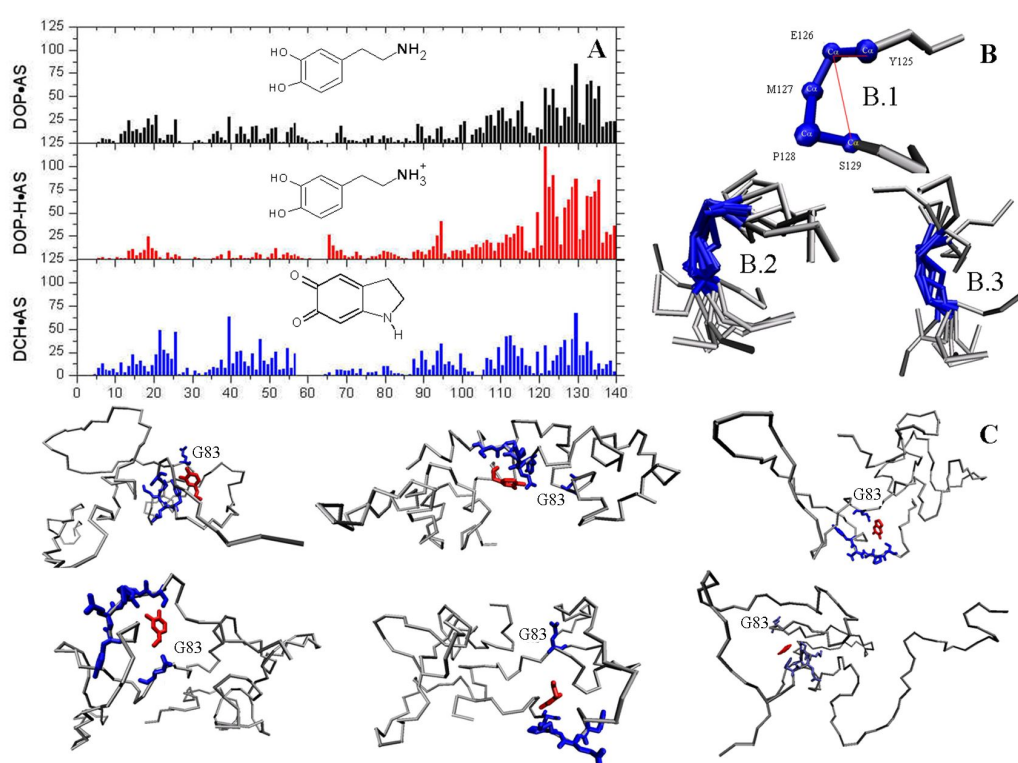 A
DOP•AS
125
100
75
50
25
0
HO
HO
NH2
DOP-H•AS
125
100
75
50
25
HO
HO
NH3+
DCH•AS
125
100
75
50
25
0
O
O
N
H
0 10 20 30 40 50 60 70 80 90 100 110 120 130 140
B
E126
Cα
Cα
Y125
B.1
M127
Cα
Cα
Cα
P128
S129
B.2
B.3
C
G83
G83
G83
G83
G83
G83